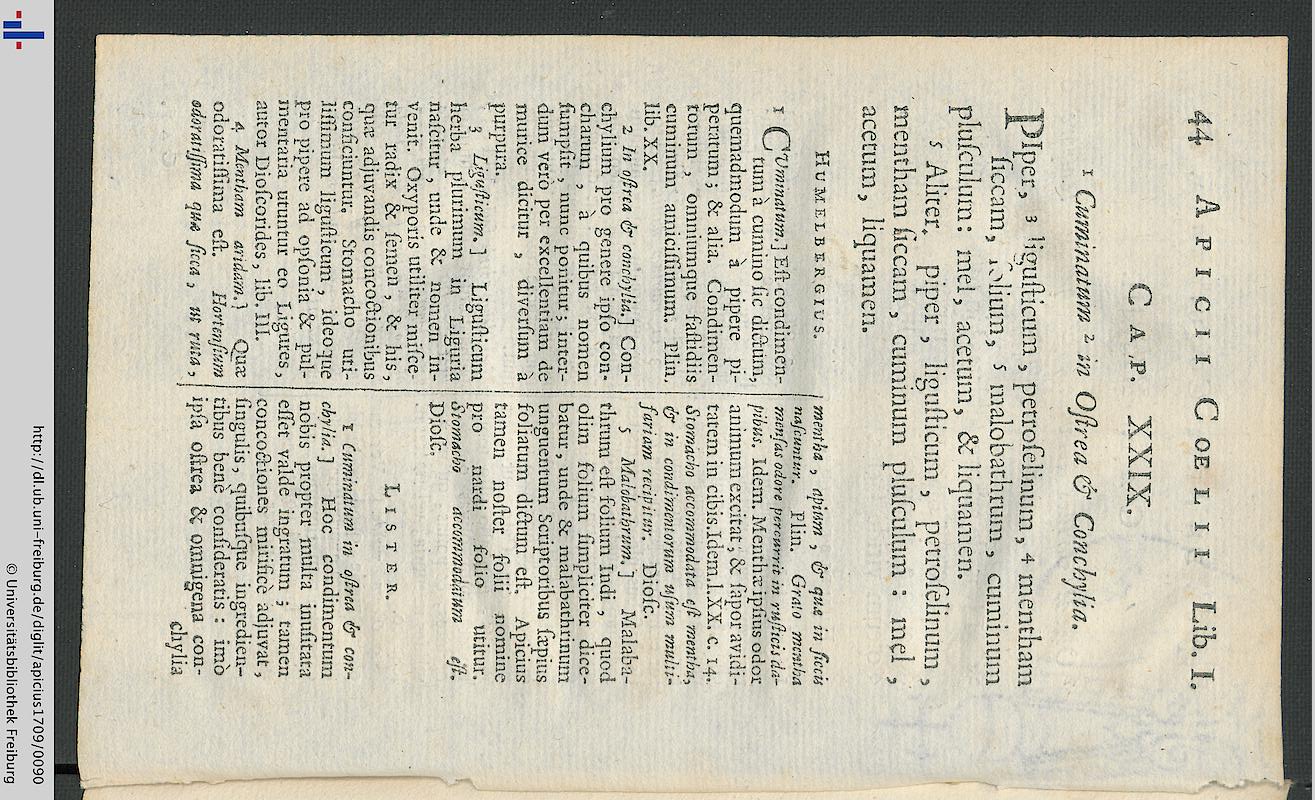 44 APICII COELII Lib. I.
CAP. XXIX.
1 Cuminatum 2 in Oſtrea & Conchylia.
PIper, 3 liguſticum, petroſelinum, 4 mentham
ſiccam, folium, 5 malobathrum, cuminum
pluſculum: mel, acetum, & liquamen.
5 Aliter. piper, liguſticum, petroſelinum,
mentham ſiccam, cuminum pluſculum: mel,
acetum, liquamen.
HUMELBERGIUS.
1 CUminatum.] Eſt condimen-
tum à cumino ſic dictum,
quemadmodum à pipere pi-
peratum; & alia. Condimen-
torum, omniumque faſtidiis
cuminum amiciſſimum. Plin.
lib. XX.
2 In oſtrea & conchylia.] Con-
chylium pro genere ipſo con-
charum, à quibus nomen
ſumpſit, nunc ponitur; inter-
dum verò per excellentiam de
murice dicitur, diverſum à
purpura.
3 Liguſticum.] Liguſticum
herba plurimum in Liguria
naſcitur, unde & nomen in-
venit. Oxyporis utiliter miſce-
tur radix & ſemen, & his,
quæ adjuvandis concoctionibus
conficiuntur. Stomacho uti-
liſſimum liguſticum, ideoque
pro pipere ad opſonia & pul-
mentaria utuntur eo Ligures,
autor Dioſcorides, lib. III.
4 Mentham aridam.] Quæ
odoratiſſima eſt. Hortenſium
odoratiſſima quæ ſicca, ut ruta,
mentha, apium, & quæ in ſiccis
naſcuntur. Plin. Grato mentha
menſas odore percurrit in ruſticis da-
pibus. Idem. Menthæ ipſius odor
animum excitat; & ſapor avidi-
tatem in cibis. Idem. l. XX. c. 14.
Stomacho accommodata eſt mentha,
& in condimentorum uſum multi-
fariam recipitur. Dioſc.
5 Malobathrum.] Malaba-
thrum eſt folium Indi, quod
olim folium ſimpliciter dice-
batur, unde & malabathrinum
unguentum Scriptoribus ſæpius
foliatum dictum eſt. Apicius
tamen noſter folii nomine
pro nardi folio utitur.
Stomacho accommodatum eſt.
Dioſc.
LISTER.
1 Cuminatum in oſtrea & con-
chylia.] Hoc condimentum
nobis propter multa inuſitata
eſſet valde ingratum; tamen
concoctiones mirificè adjuvat,
ſingulis, quibuſque ingredien-
tibus benè conſideratis: imò
ipſa oſtrea & omnigena con-
chylia
http://dl.ub.uni-freiburg.de/diglit/apicius1709/0090
© Universitätsbibliothek Freiburg